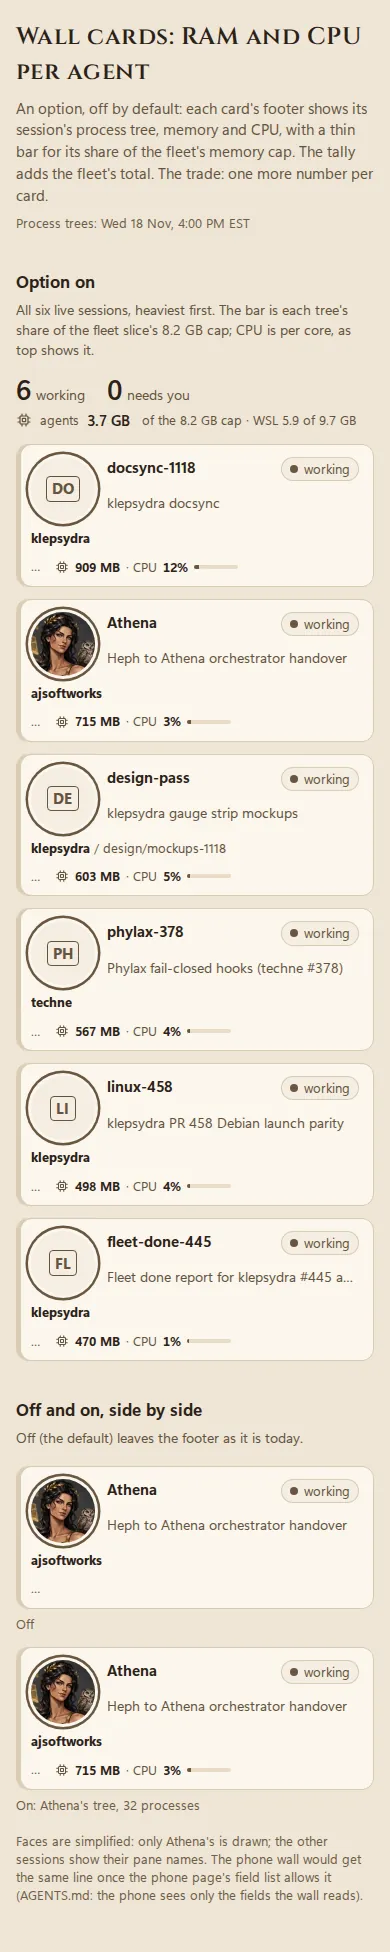 Wall cards: RAM and CPU
per agent
An option, off by default: each card's footer shows its
session's process tree, memory and CPU, with a thin
bar for its share of the fleet's memory cap. The tally
adds the fleet's total. The trade: one more number per
card.
Process trees: Wed 18 Nov, 4:00 PM EST
Option on
All six live sessions, heaviest first. The bar is each tree's
share of the fleet slice's 8.2 GB cap; CPU is per core, as
top shows it.
6 working 0 needs you
agents 3.7 GB of the 8.2 GB cap · WSL 5.9 of 9.7 GB
DO docsync-1118 working
klepsydra docsync
klepsydra
... 909 MB · CPU 12%
Athena working
Heph to Athena orchestrator handover
ajsoftworks
... 715 MB · CPU 3%
DE design-pass working
klepsydra gauge strip mockups
klepsydra / design/mockups-1118
... 603 MB · CPU 5%
PH phylax-378 working
Phylax fail-closed hooks (techne #378)
techne
... 567 MB · CPU 4%
LI linux-458 working
klepsydra PR 458 Debian launch parity
klepsydra
... 498 MB · CPU 4%
FL fleet-done-445 working
Fleet done report for klepsydra #445 a...
klepsydra
... 470 MB · CPU 1%
Off and on, side by side
Off (the default) leaves the footer as it is today.
Athena working
Heph to Athena orchestrator handover
ajsoftworks
...
Off
Athena working
Heph to Athena orchestrator handover
ajsoftworks
... 715 MB · CPU 3%
On: Athena's tree, 32 processes
Faces are simplified: only Athena's is drawn; the other
sessions show their pane names. The phone wall would get
the same line once the phone page's field list allows it
(AGENTS.md: the phone sees only the fields the wall reads).